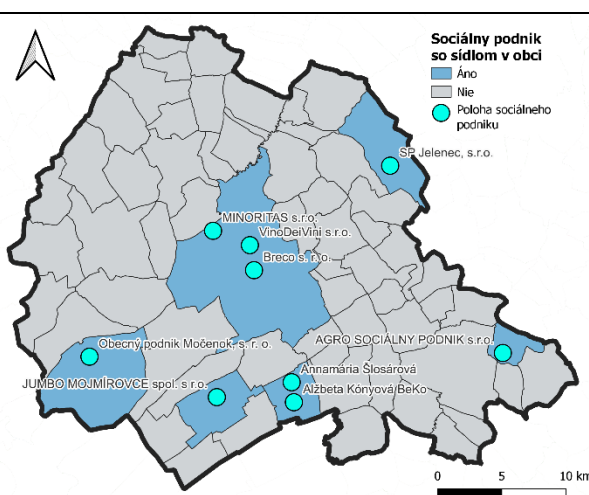 Sociálny podnik
so sídlom v obci
Áno
Nie
Poloha sociálneho
podniku
SP Jelenec, s.r.o.
MINORITAS s.r.o.
VinoDeiVini s.r.o.
Breco s. r. o.
Obecný podnik Močenok, s. r. o.
AGRO SOCIÁLNY PODNIK s.r.o.
JUMBO MOJMÍROVCE spol. s r.o.
Annamária Šlosárová
Alžbeta Kónyová BeKo
0 5 10 km